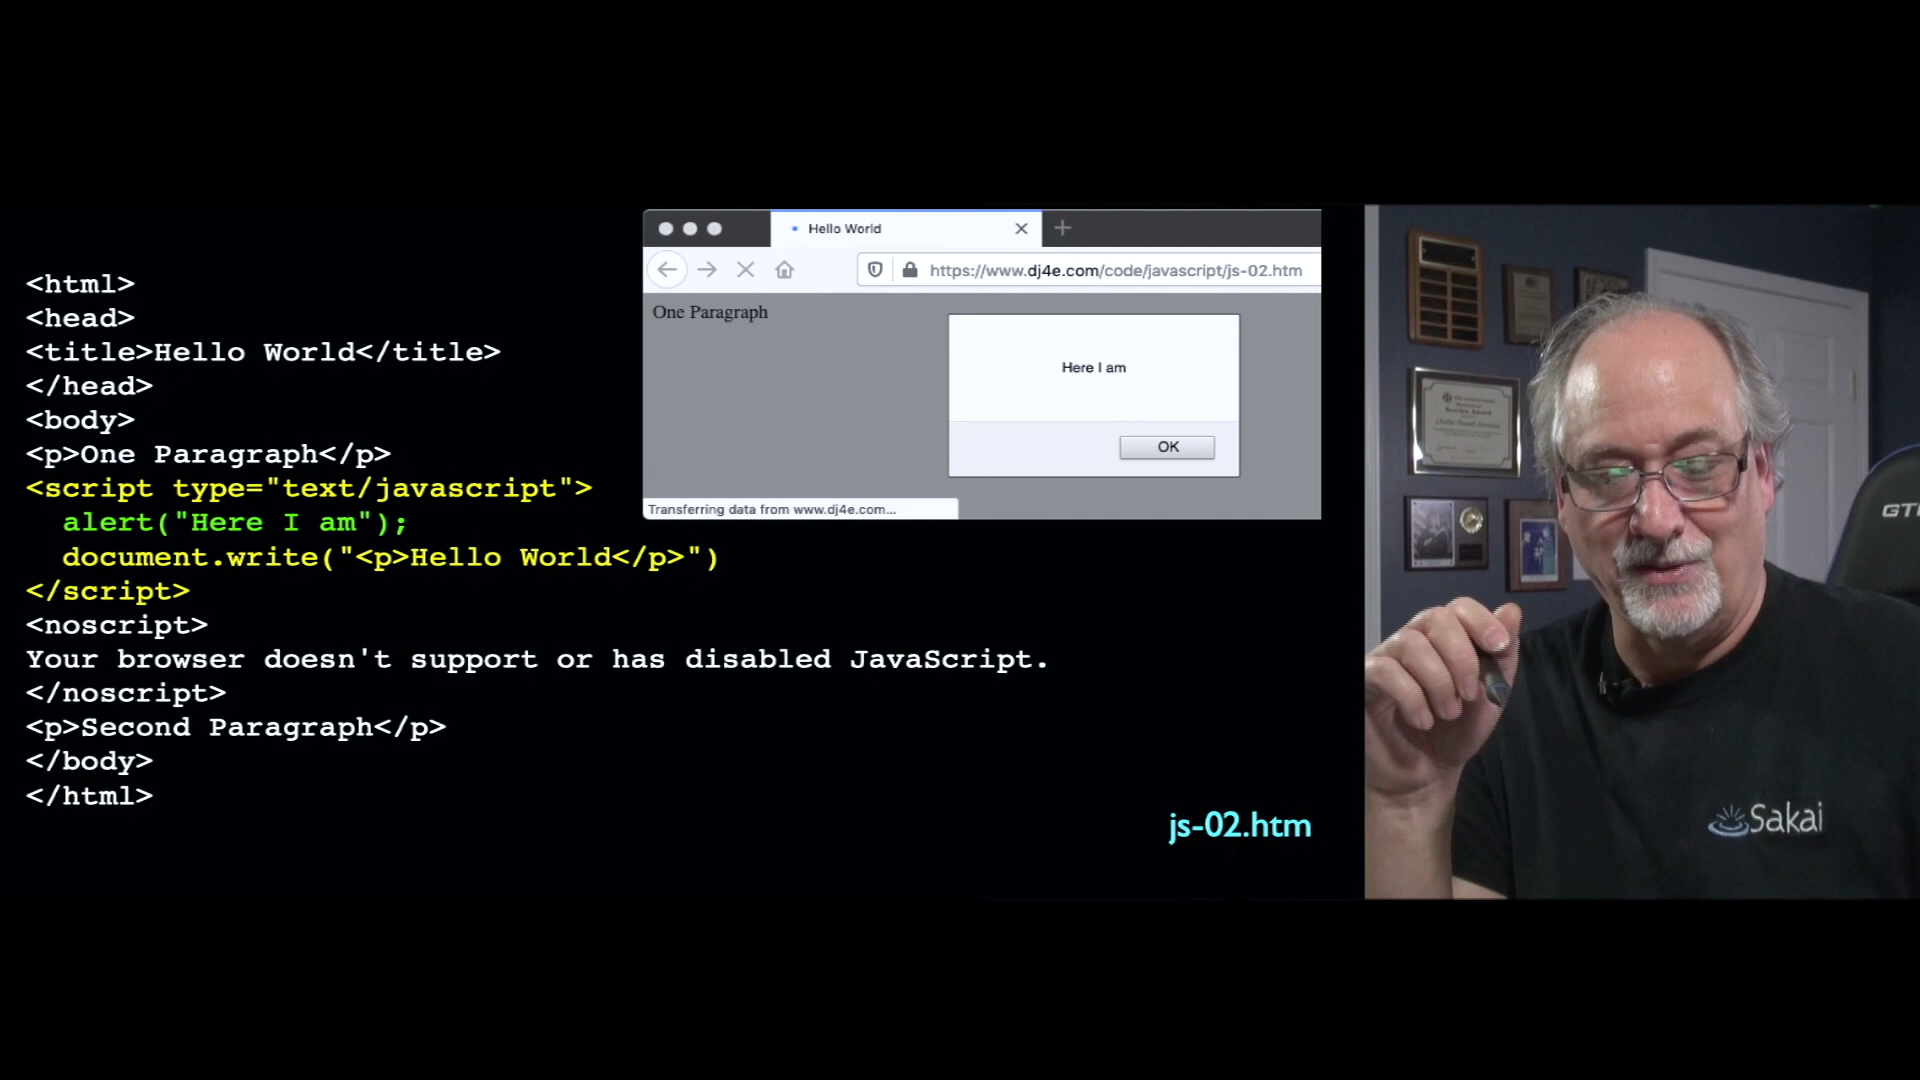 <html>
<head>
<title>Hello World</title>
</head>
<body>
<p>One Paragraph</p>
<script type="text/javascript">
  alert("Here I am");
  document.write("<p>Hello World</p>")
</script>
<noscript>
Your browser doesn't support or has disabled JavaScript.
</noscript>
<p>Second Paragraph</p>
</body>
</html>
Hello World
https://www.dj4e.com/code/javascript/js-02.htm
One Paragraph
Here I am
OK
Transferring data from www.dj4e.com...
js-02.htm
Service Award
Sakai